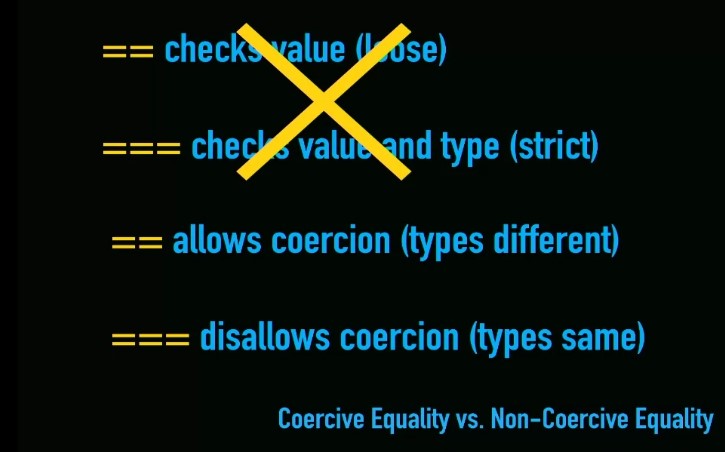 == checks value (loose)
=== checks value and type (strict)
== allows coercion (types different)
=== disallows coercion (types same)
Coercive Equality vs. Non-Coercive Equality